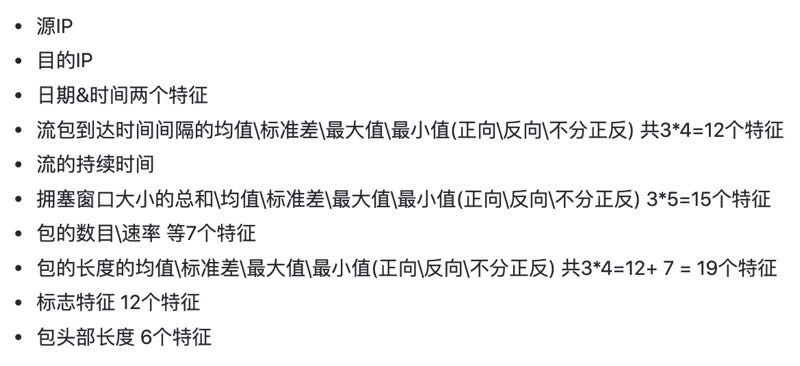 • 源IP
• 目的IP
• 日期&时间两个特征
• 流包到达时间间隔的均值\标准差\最大值\最小值(正向\反向\不分正反) 共3*4=12个特征
• 流的持续时间
• 拥塞窗口大小的总和\均值\标准差\最大值\最小值(正向\反向\不分正反) 3*5=15个特征
• 包的数目\速率 等7个特征
• 包的长度的均值\标准差\最大值\最小值(正向\反向\不分正反) 共3*4=12+ 7 = 19个特征
• 标志特征 12个特征
• 包头部长度 6个特征